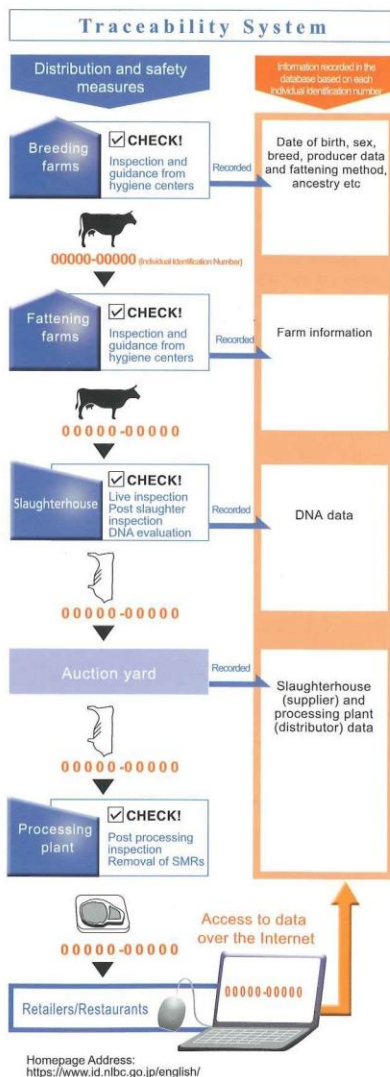 Traceability System
Distribution and safety
measures
Information recorded in the
database based on each
Individual identification number
Breeding
farms
CHECK!
Inspection and
guidance from
hygiene centers
Recorded
Date of birth, sex,
breed, producer data
and fattening method,
ancestry etc
00000-00000 (Individual Identification Number)
Fattening
farms
CHECK!
Inspection and
guidance from
hygiene centers
Recorded
Farm information
00000-00000
Slaughterhouse
CHECK!
Live inspection
Post slaughter
inspection
DNA evaluation
Recorded
DNA data
00000-00000
Auction yard
Recorded
Slaughterhouse
(supplier) and
processing plant
(distributor) data
00000-00000
Processing
plant
CHECK!
Post processing
inspection
Removal of SMRs
00000-00000
Access to data
over the Internet
00000-00000
Retailers/Restaurants
Homepage Address:
https://www.id.nlbc.go.jp/english/